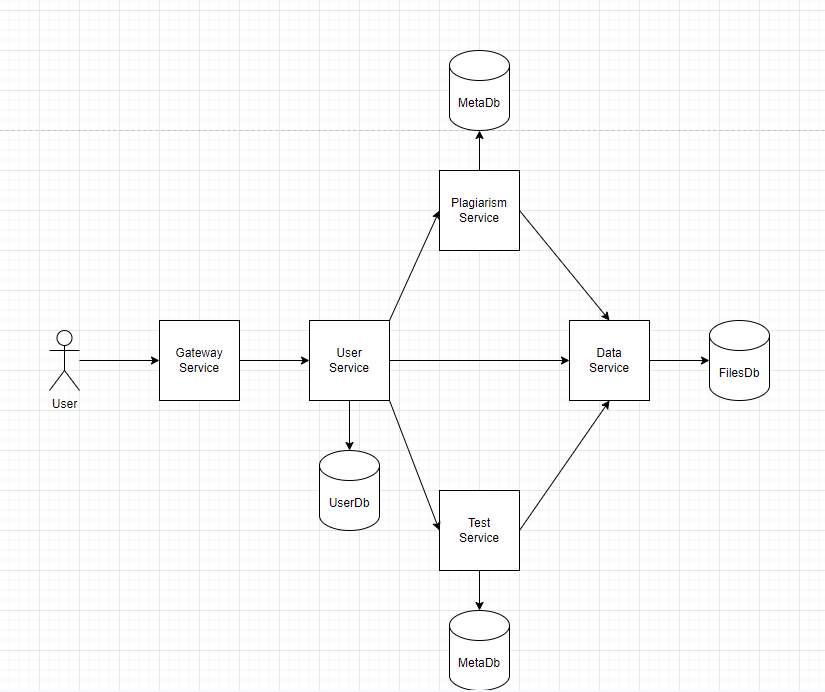 MetaDb
Plagiarism
Service
Gateway
Service
User
Service
Data
Service
FilesDb
User
UserDb
Test
Service
MetaDb